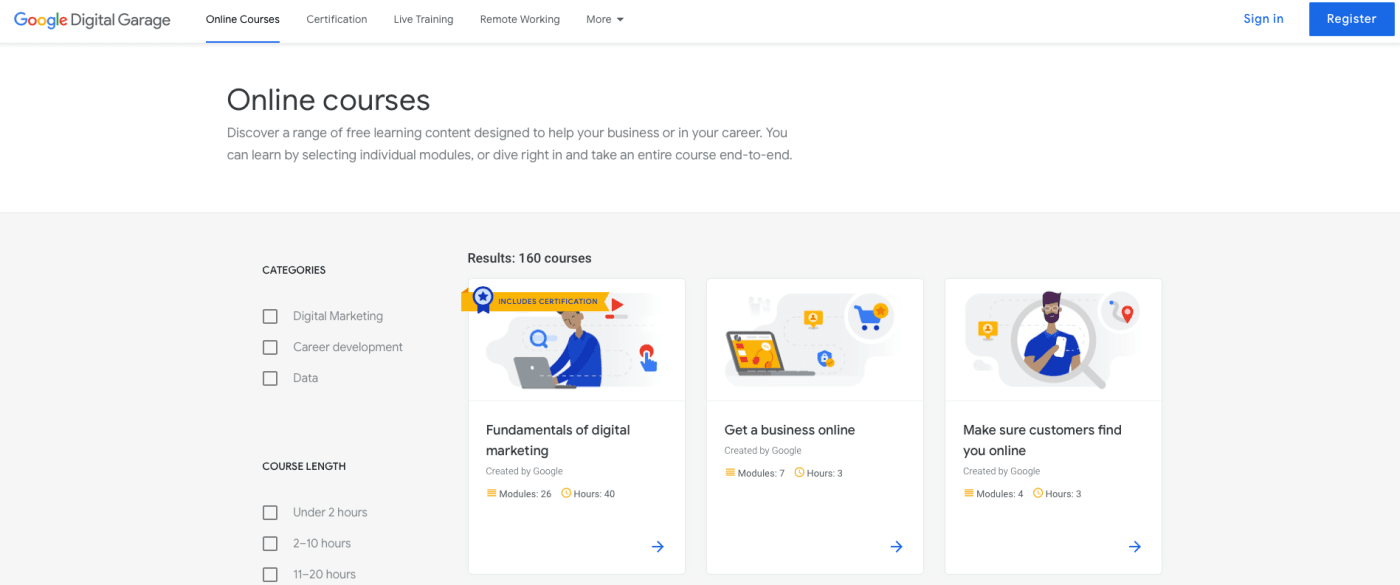 Google Digital Garage
Online Courses
Certification
Live Training
Remote Working
More
Sign in
Register
Online courses
Discover a range of free learning content designed to help your business or in your career. You
can learn by selecting individual modules, or dive right in and take an entire course end-to-end.
CATEGORIES
Digital Marketing
Career development
Data
COURSE LENGTH
Under 2 hours
2–10 hours
11–20 hours
Results: 160 courses
INCLUDES CERTIFICATION
Fundamentals of digital
marketing
Created by Google
Modules: 26 Hours: 40
Get a business online
Created by Google
Modules: 7 Hours: 3
Make sure customers find
you online
Created by Google
Modules: 4 Hours: 3